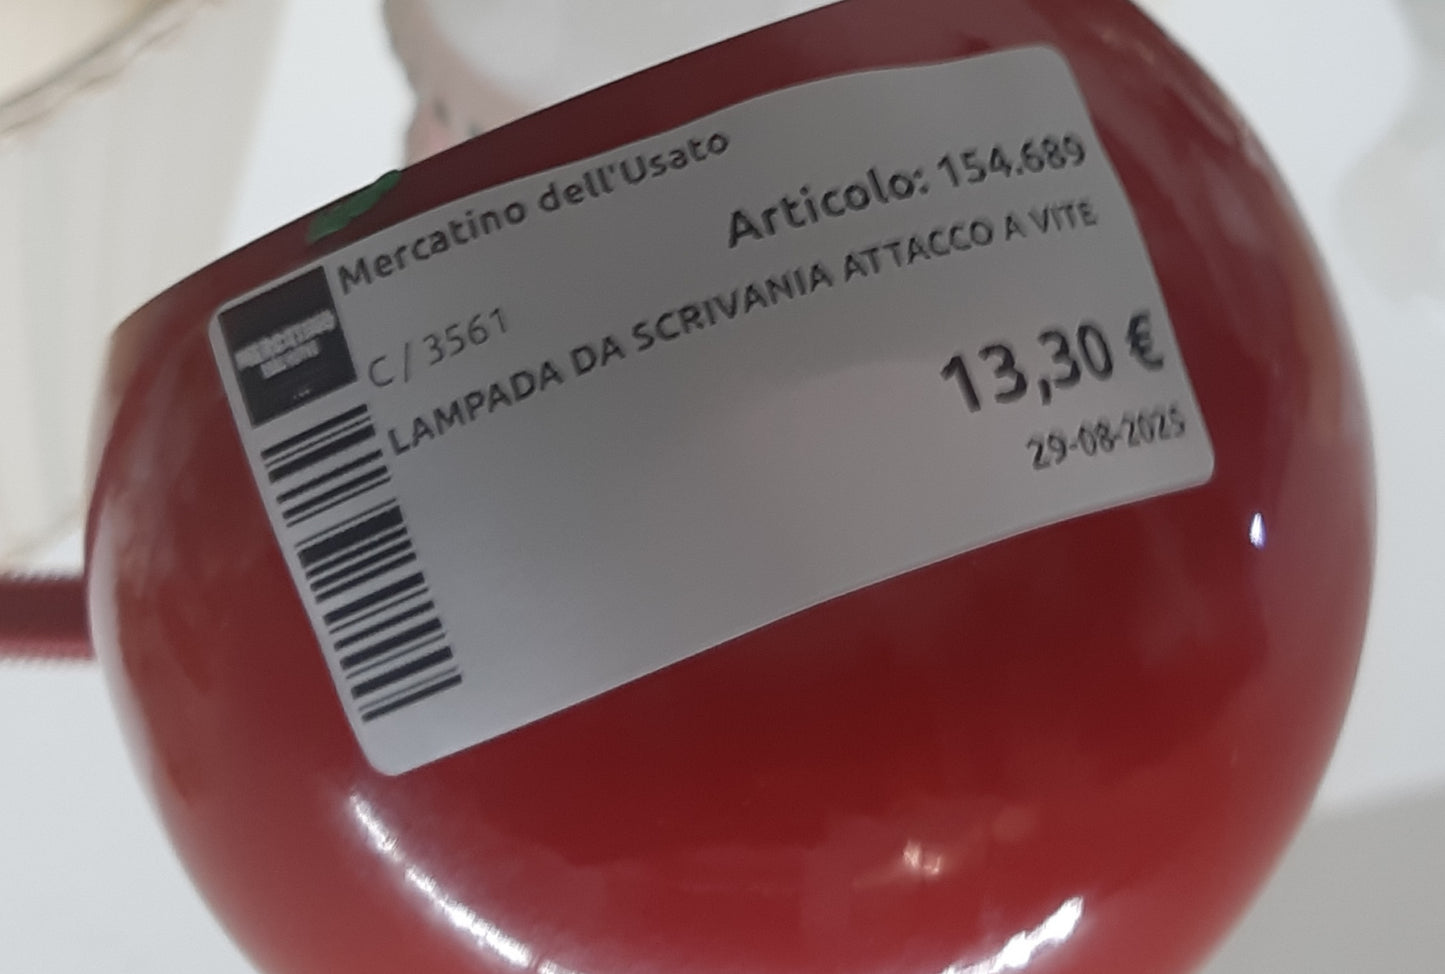 Mercatino dell'Usato
Articolo: 154.689
C / 3561
LAMPADA DA SCRIVANIA ATTACCO A VITE
13,30 €
29-08-2025